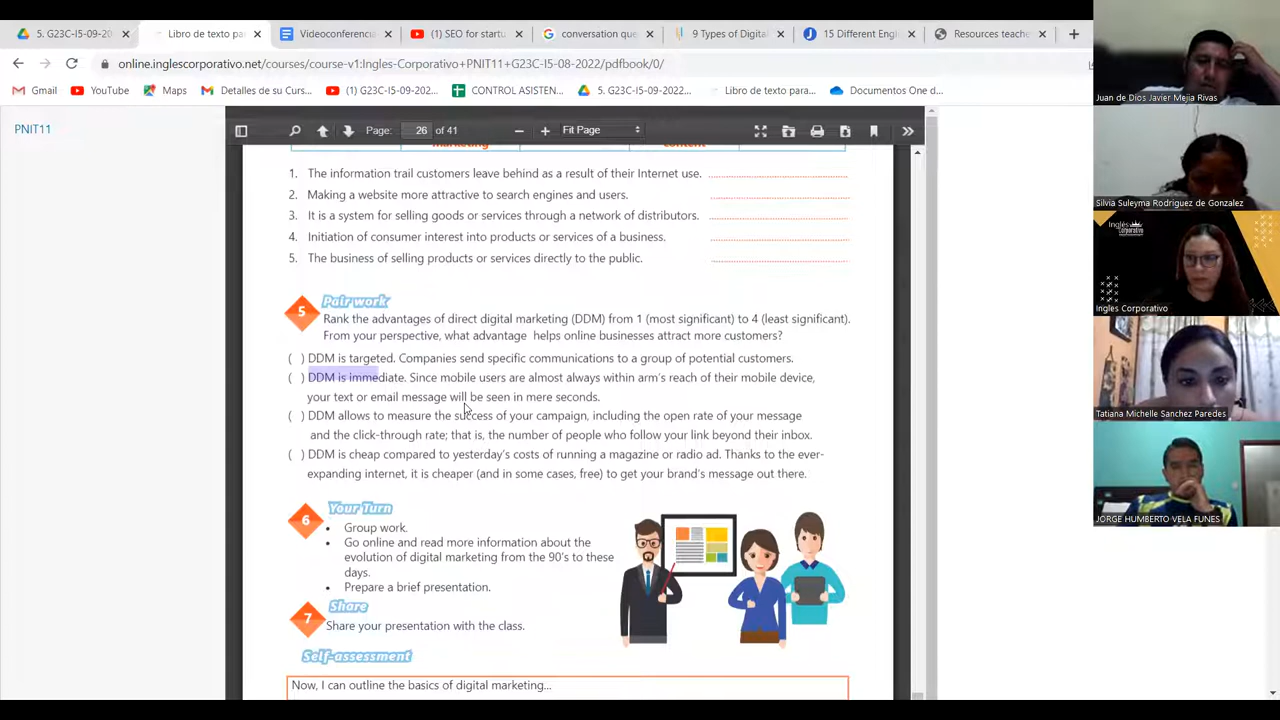 5. G23C-I5-09-20
Libro de texto par
Videoconferencia
(1) SEO for startu
conversation que
9 Types of Digital
15 Different Engl
Resources teache
online.inglescorporativo.net/courses/course-v1:Ingles-Corporativo+PNIT11+G23C-I5-08-2022/pdfbook/0/
Gmail
YouTube
Maps
Detalles de su Curs...
(1) G23C-I5-09-202...
CONTROL ASISTEN...
5. G23C-I5-09-2022...
Libro de texto para...
Documentos One d...
PNIT11
Page: 26 of 41
Fit Page
marketing
content
1. The information trail customers leave behind as a result of their Internet use.
2. Making a website more attractive to search engines and users.
3. It is a system for selling goods or services through a network of distributors.
4. Initiation of consumer interest into products or services of a business.
5. The business of selling products or services directly to the public.
5 Pair work
Rank the advantages of direct digital marketing (DDM) from 1 (most significant) to 4 (least significant).
From your perspective, what advantage helps online businesses attract more customers?
( ) DDM is targeted. Companies send specific communications to a group of potential customers.
( ) DDM is immediate. Since mobile users are almost always within arm's reach of their mobile device,
your text or email message will be seen in mere seconds.
( ) DDM allows to measure the success of your campaign, including the open rate of your message
and the click-through rate; that is, the number of people who follow your link beyond their inbox.
( ) DDM is cheap compared to yesterday's costs of running a magazine or radio ad. Thanks to the ever-
expanding internet, it is cheaper (and in some cases, free) to get your brand's message out there.
6 Your Turn
• Group work.
• Go online and read more information about the
evolution of digital marketing from the 90's to these
days.
• Prepare a brief presentation.
7 Share
Share your presentation with the class.
Self-assessment
Now, I can outline the basics of digital marketing...
Juan de Dios Javier Mejia Rivas
Silvia Suleyma Rodriguez de Gonzalez
Inglés
Corporativo
Ingles Corporativo
Tatiana Michelle Sanchez Paredes
JORGE HUMBERTO VELA FUNES